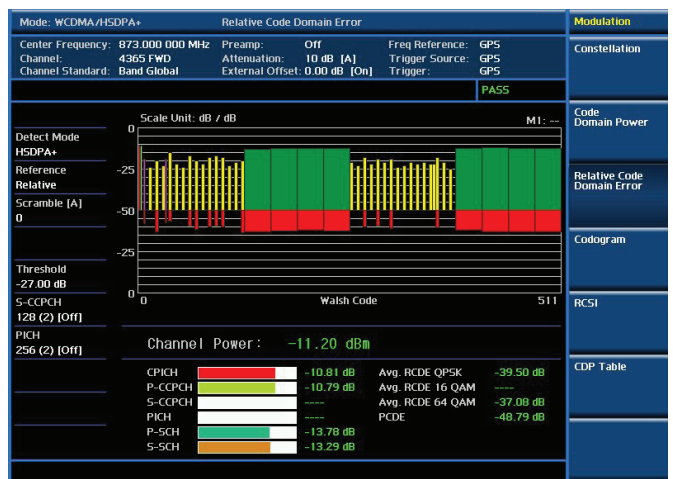 Mode: WCDMA/HSDPA+ Relative Code Domain Error
Center Frequency: 873.000 000 MHz Preamp: Off Freq Reference: GPS
Channel: 4365 FWD Attenuation: 10 dB [A] Trigger Source: GPS
Channel Standard: Band Global External Offset: 0.00 dB [On] Trigger: GPS
PASS
Scale Unit: dB / dB M1: --
Detect Mode
HSDPA+
Reference
Relative
Scramble [A]
0
Threshold
-27.00 dB
S-CCPCH
128 (2) [Off]
PICH
256 (2) [Off]
0
-25
-50
-25
0
0 Walsh Code 511
Channel Power: -11.20 dBm
CPICH -10.81 dB Avg. RCDE QPSK -39.50 dB
P-CCPCH -10.79 dB Avg. RCDE 16 QAM ----
S-CCPCH ---- Avg. RCDE 64 QAM -37.08 dB
PICH ---- PCDE -48.79 dB
P-SCH -13.78 dB
S-SCH -13.29 dB
Modulation
Constellation
Code
Domain Power
Relative Code
Domain Error
Codogram
RCSI
CDP Table